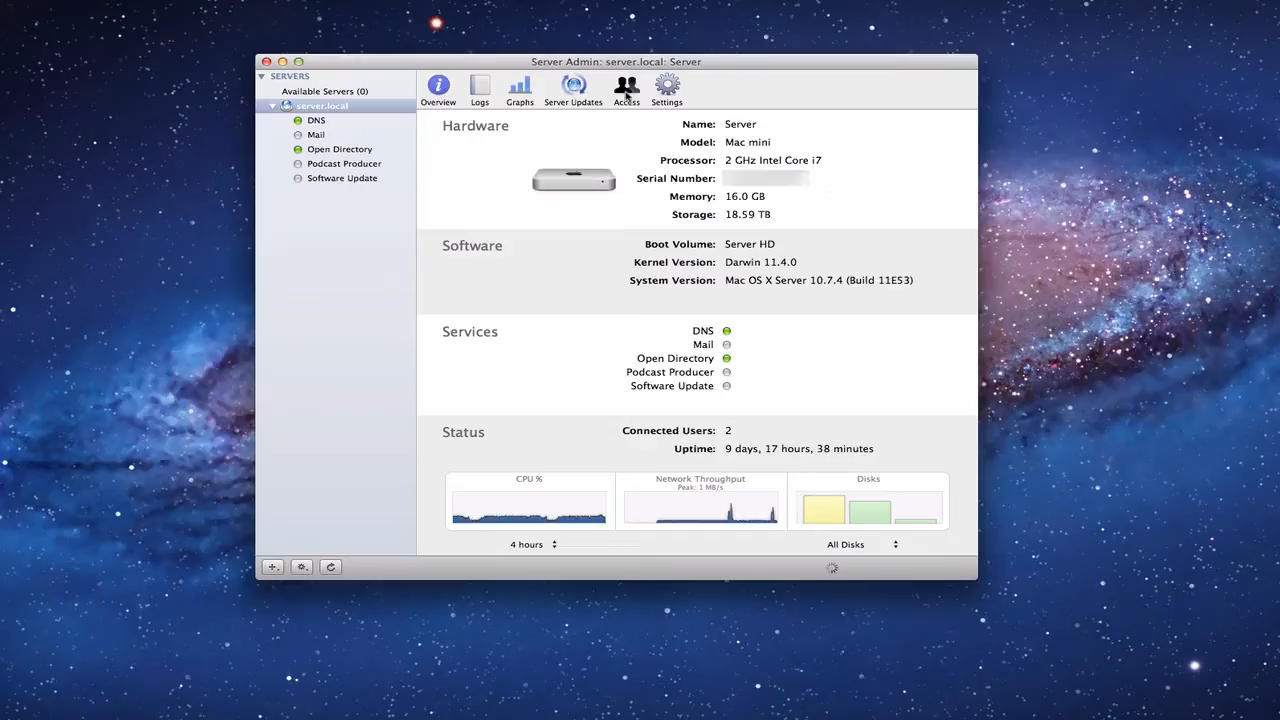 Server Admin: server.local: Server
SERVERS
Available Servers (0)
server.local
DNS
Mail
Open Directory
Podcast Producer
Software Update
Overview Logs Graphs Server Updates Access Settings
Hardware
Name: Server
Model: Mac mini
Processor: 2 GHz Intel Core i7
Serial Number:
Memory: 16.0 GB
Storage: 18.59 TB
Software
Boot Volume: Server HD
Kernel Version: Darwin 11.4.0
System Version: Mac OS X Server 10.7.4 (Build 11E53)
Services
DNS
Mail
Open Directory
Podcast Producer
Software Update
Status
Connected Users: 2
Uptime: 9 days, 17 hours, 38 minutes
CPU %
Network Throughput
Peak: 1 MB/s
Disks
4 hours
All Disks